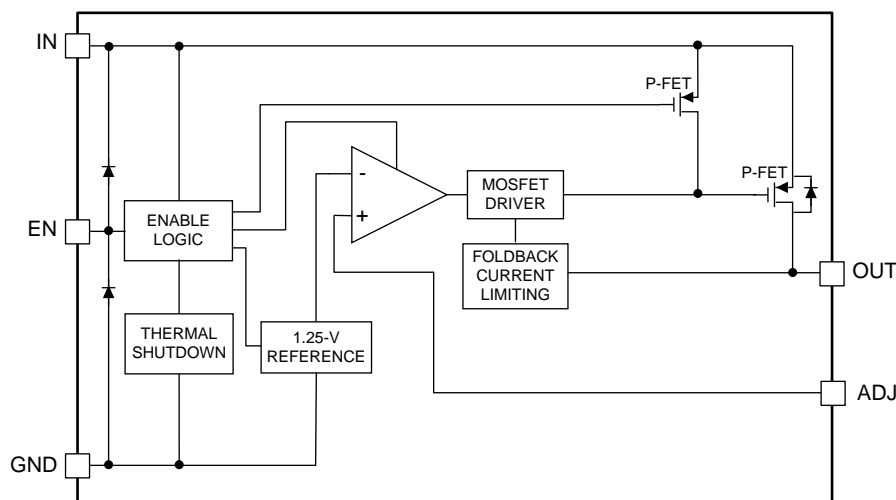 IN
P-FET
P-FET
-
MOSFET
DRIVER
EN
ENABLE
LOGIC
+
FOLDBACK
CURRENT
LIMITING
OUT
THERMAL
SHUTDOWN
1.25-V
REFERENCE
ADJ
GND